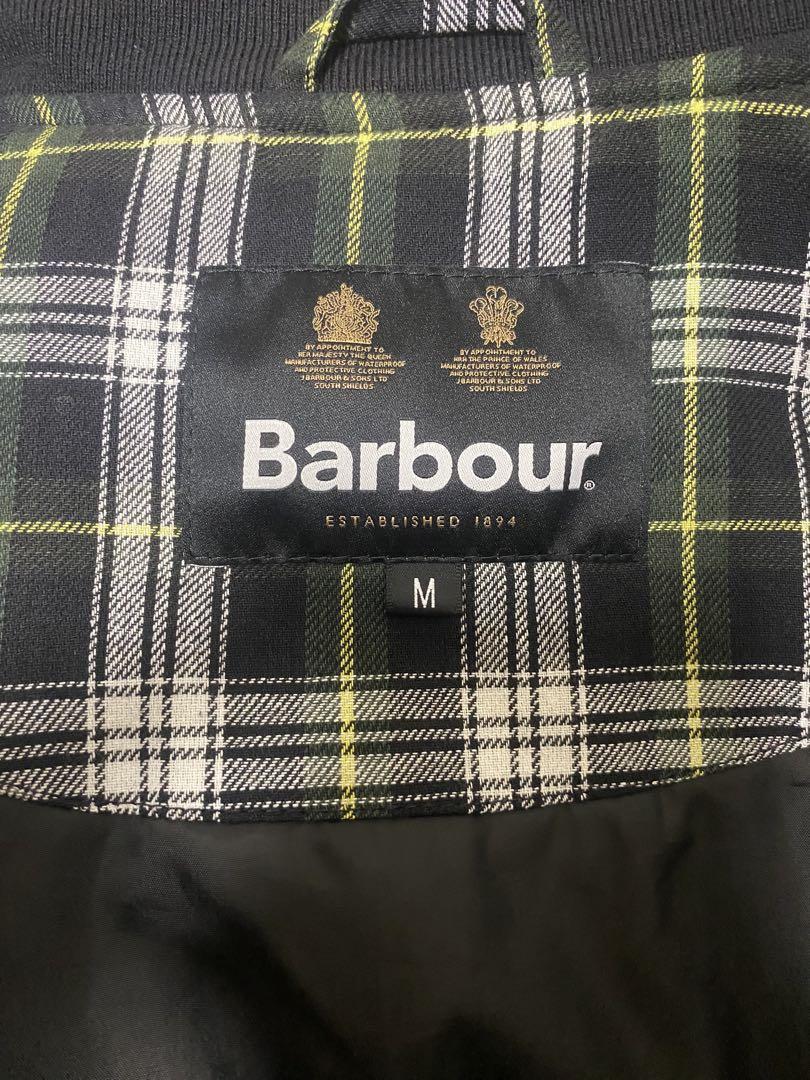 BY APPOINTMENT TO
HER MAJESTY THE QUEEN
MANUFACTURERS OF WATERPROOF
AND PROTECTIVE CLOTHING
J BARBOUR & SONS LTD
SOUTH SHIELDS
BY APPOINTMENT TO
HRH THE PRINCE OF WALES
MANUFACTURERS OF WATERPROOF
AND PROTECTIVE CLOTHING
J BARBOUR & SONS LTD
SOUTH SHIELDS
Barbour®
ESTABLISHED 1894
M